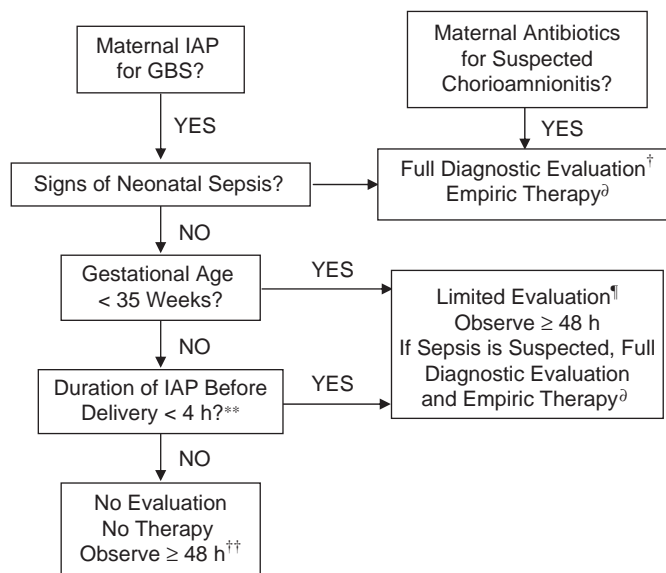 Maternal IAP
for GBS?
Maternal Antibiotics
for Suspected
Chorioamnionitis?
YES
YES
Signs of Neonatal Sepsis?
Full Diagnostic Evaluation†
Empiric Therapy∂
NO
Gestational Age
< 35 Weeks?
YES
Limited Evaluation¶
Observe ≥ 48 h
If Sepsis is Suspected, Full
Diagnostic Evaluation
and Empiric Therapy∂
NO
Duration of IAP Before
Delivery < 4 h?**
YES
NO
No Evaluation
No Therapy
Observe ≥ 48 h††